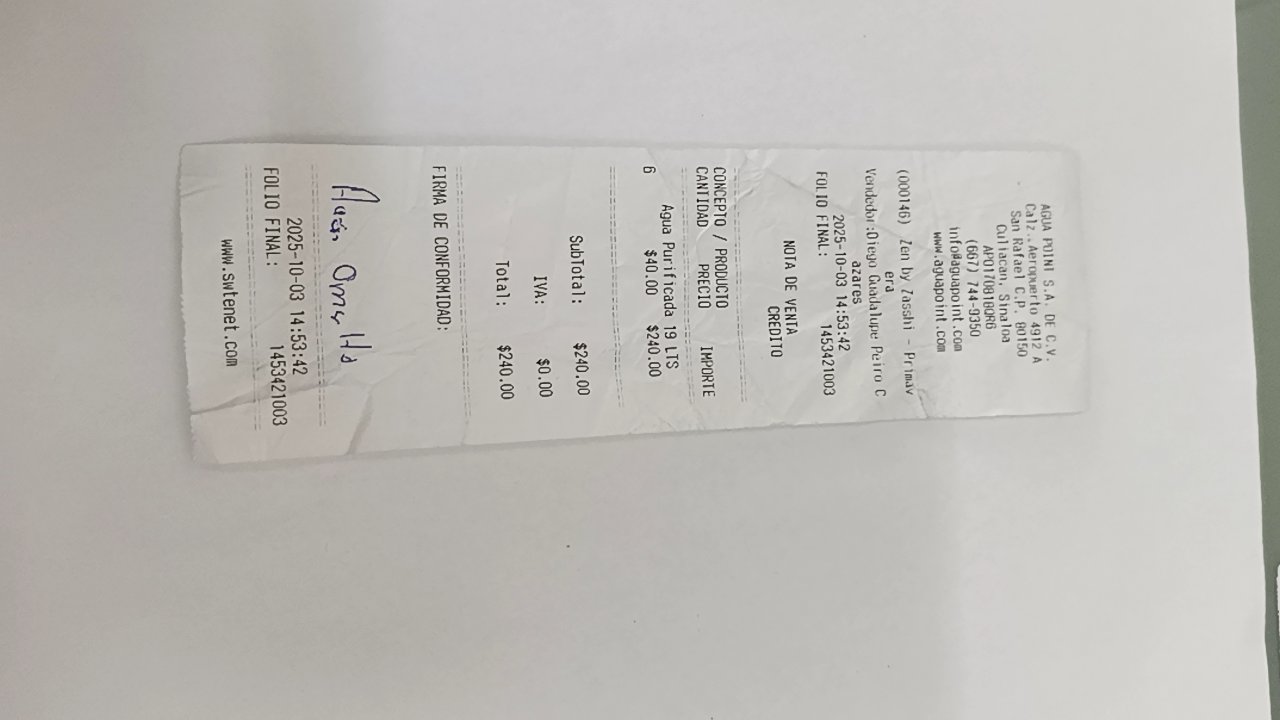 AGUA POINT S.A. DE C.V.
Calz. Aeropuerto 4912 A
San Rafael C.P. 80150
Culiacan, Sinaloa
APO170818QR6
(667) 744-9350
info@aguapoint.com
www.aguapoint.com
(000146) Zen by Zasshi - Primav
era
Vendedor:Diego Guadalupe Peiro C
azares
2025-10-03 14:53:42
FOLIO FINAL: 1453421003
NOTA DE VENTA
CREDITO
CONCEPTO / PRODUCTO
CANTIDAD PRECIO IMPORTE
Agua Purificada 19 LTS
6 $40.00 $240.00
SubTotal: $240.00
IVA: $0.00
Total: $240.00
FIRMA DE CONFORMIDAD:
2025-10-03 14:53:42
FOLIO FINAL: 1453421003
www.swtenet.com